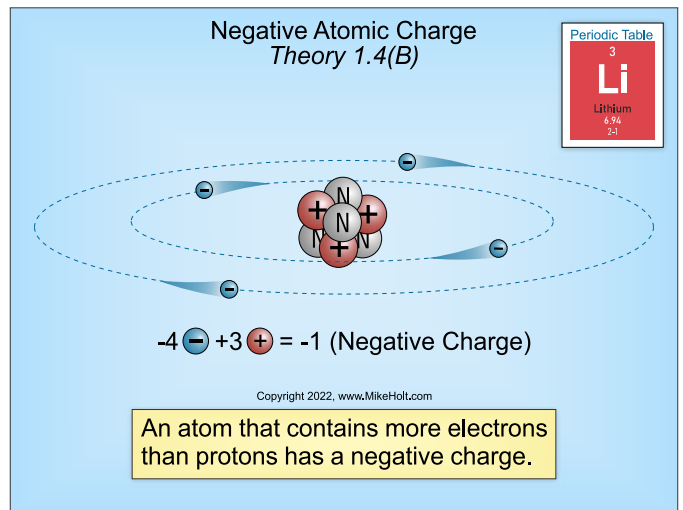 Negative Atomic Charge
Theory 1.4(B)
Periodic Table
3
Li
Lithium
6.94
2-1
−
−
N
+
+
N
N
N
+
−
−
-4 − +3 + = -1 (Negative Charge)
Copyright 2022, www.MikeHolt.com
An atom that contains more electrons
than protons has a negative charge.